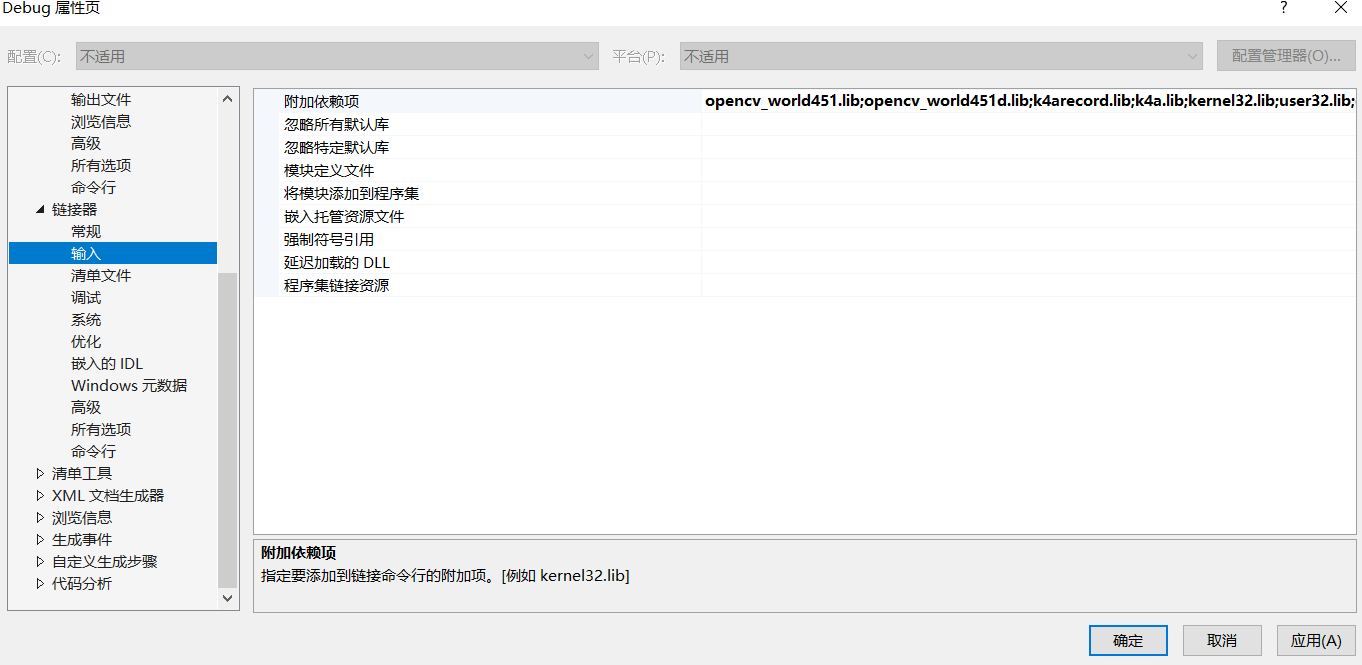 Debug 属性页
?
配置(C): 不适用 平台(P): 不适用 配置管理器(O)...
输出文件
浏览信息
高级
所有选项
命令行
链接器
常规
输入
清单文件
调试
系统
优化
嵌入的 IDL
Windows 元数据
高级
所有选项
命令行
清单工具
XML 文档生成器
浏览信息
生成事件
自定义生成步骤
代码分析
附加依赖项 opencv_world451.lib;opencv_world451d.lib;k4arecord.lib;k4a.lib;kernel32.lib;user32.lib;
忽略所有默认库
忽略特定默认库
模块定义文件
将模块添加到程序集
嵌入托管资源文件
强制符号引用
延迟加载的 DLL
程序集链接资源
附加依赖项
指定要添加到链接命令行的附加项。[例如 kernel32.lib]
确定 取消 应用(A)